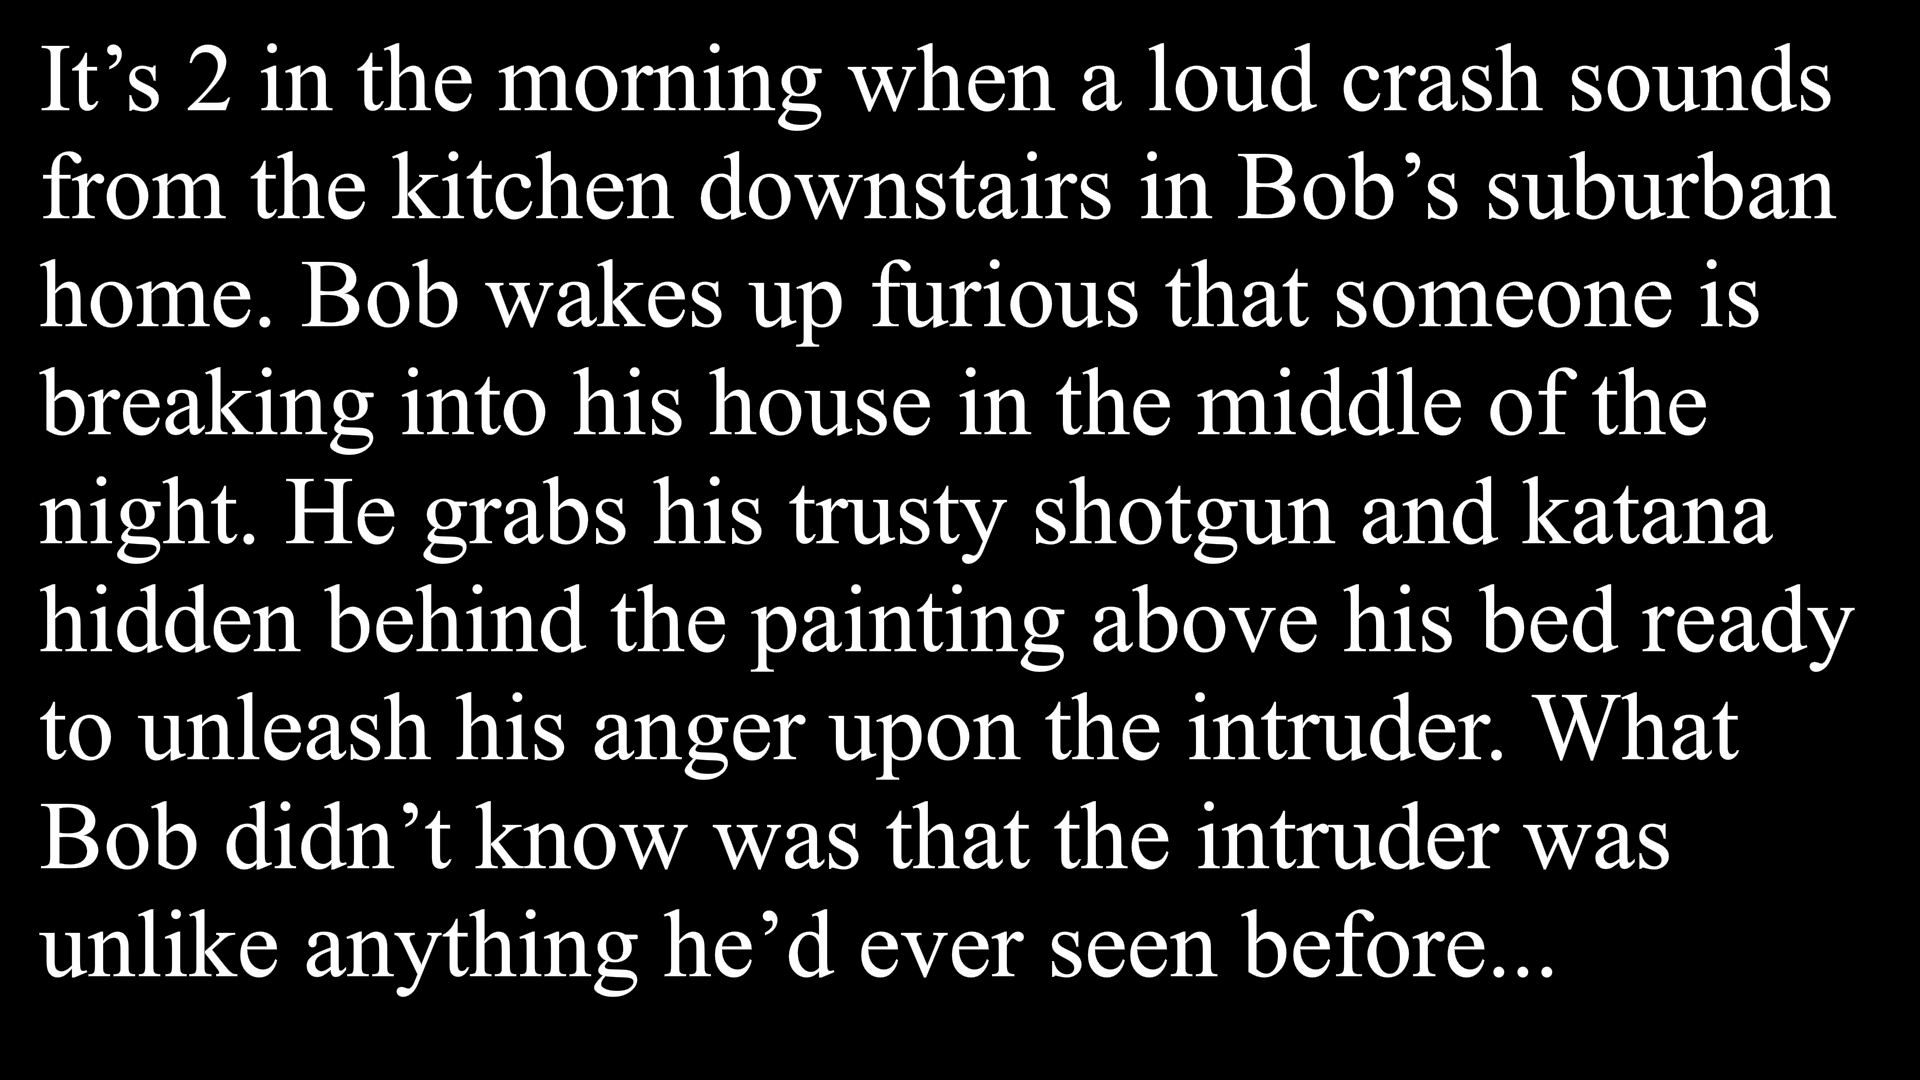 It’s 2 in the morning when a loud crash sounds
from the kitchen downstairs in Bob’s suburban
home. Bob wakes up furious that someone is
breaking into his house in the middle of the
night. He grabs his trusty shotgun and katana
hidden behind the painting above his bed ready
to unleash his anger upon the intruder. What
Bob didn’t know was that the intruder was
unlike anything he’d ever seen before...